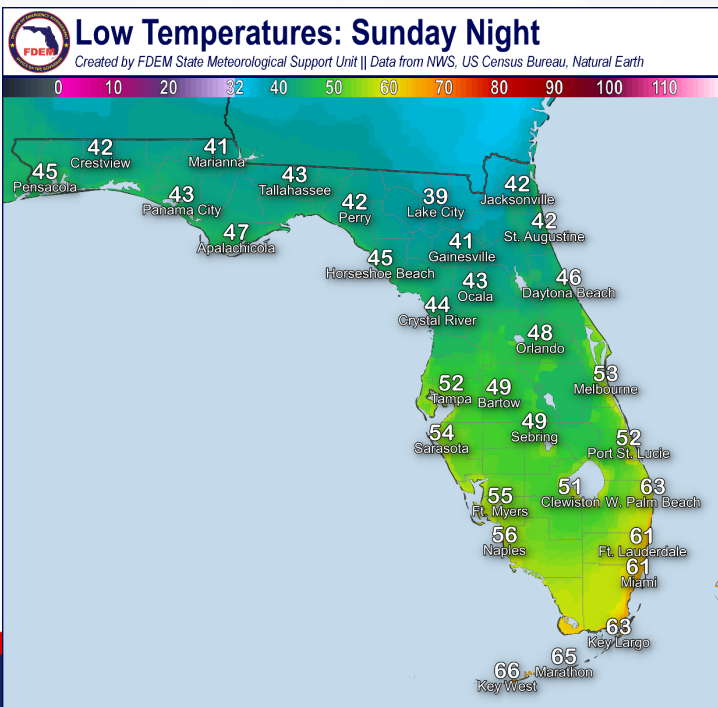 FDEM
Low Temperatures: Sunday Night
Created by FDEM State Meteorological Support Unit || Data from NWS, US Census Bureau, Natural Earth
0 10 20 32 40 50 60 70 80 90 100 110
42
Crestview
41
Marianna
45
Pensacola
43
Tallahassee
43
Panama City
42
Perry
39
Lake City
42
Jacksonville
47
Apalachicola
42
St. Augustine
41
Gainesville
45
Horseshoe Beach
43
Ocala
46
Daytona Beach
44
Crystal River
48
Orlando
53
Melbourne
52
Tampa
49
Bartow
49
Sebring
54
Sarasota
52
Port St. Lucie
55
Ft. Myers
51
Clewiston
63
W. Palm Beach
56
Naples
61
Ft. Lauderdale
61
Miami
63
Key Largo
65
Marathon
66
Key West